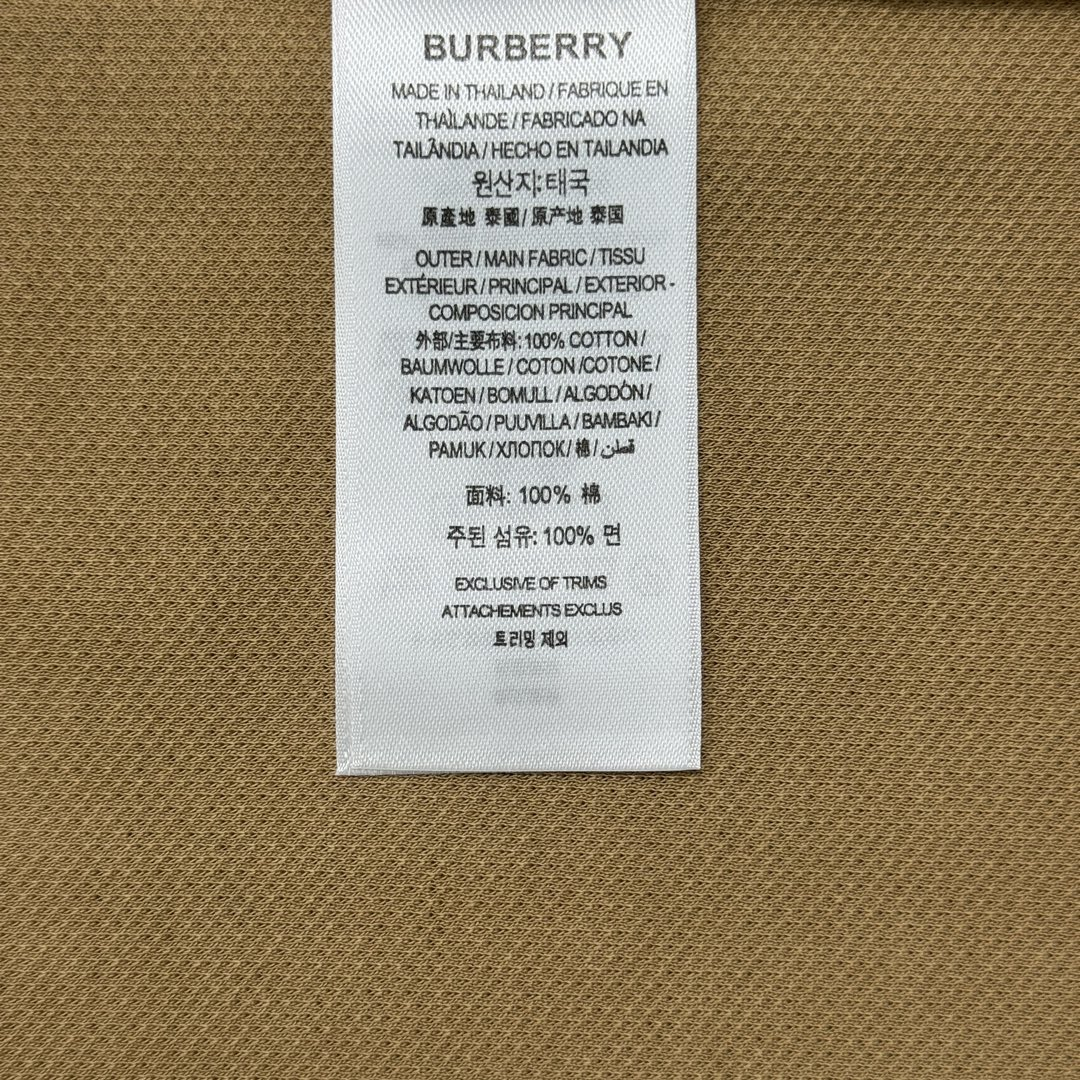 BURBERRY
MADE IN THAILAND / FABRIQUE EN
THAÏLANDE / FABRICADO NA
TAILÂNDIA / HECHO EN TAILANDIA
원산지:태국
原產地 泰國/ 原产地 泰国
OUTER / MAIN FABRIC / TISSU
EXTÉRIEUR / PRINCIPAL / EXTERIOR -
COMPOSICION PRINCIPAL
外部/主要布料: 100% COTTON /
BAUMWOLLE / COTON /COTONE /
KATOEN / BOMULL / ALGODÓN /
ALGODÃO / PUUVILLA / BAMBAKI /
PAMUK / ХЛОПОК / 棉 / قطن
面料: 100% 棉
주된 섬유: 100% 면
EXCLUSIVE OF TRIMS
ATTACHEMENTS EXCLUS
트리밍 제외